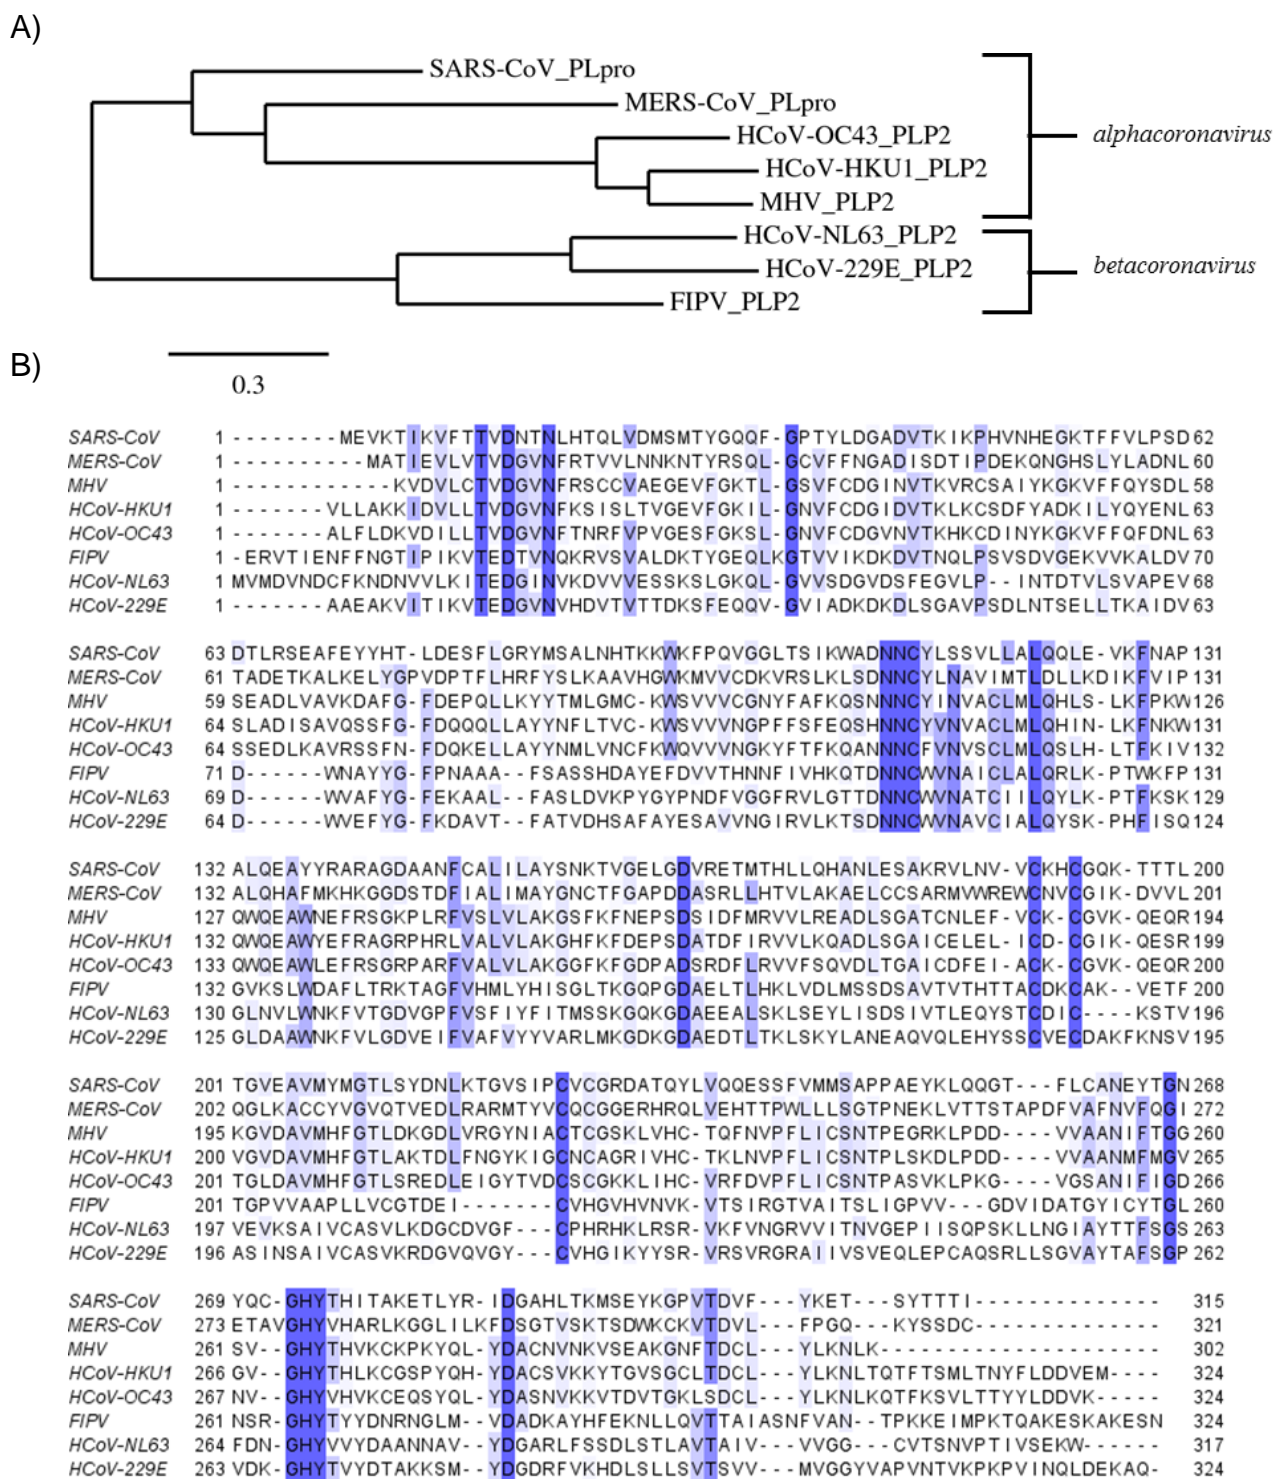 A)
SARS-CoV_PLpro
MERS-CoV_PLpro
HCoV-OC43_PLP2
alphacoronavirus
HCoV-HKU1_PLP2
MHV_PLP2
HCoV-NL63_PLP2
HCoV-229E_PLP2
betacoronavirus
FIPV_PLP2
B)
0.3
SARS-CoV 1 --------MEVKTIKVFTTVDNTNLHTQLVDMSMTYGQQF-GPTYLDGADVTKIKPHVNHEGKTFFVLPSD 62
MERS-CoV 1 ----------MATIEVLVTVDGVNFRTVVLNNKNTYRSQL-GCVFFNGADISDTIPDEKQNGHSLYLADNL 60
MHV 1 ------------KVDVLCTVDGVNFRSCCVAEGEVFGKTL-GSVFCDGINVTKVRCSAIYKGKVFFQYSDL 58
HCoV-HKU1 1 -------VLLAKKIDVLLTVDGVNFKSISLTVGEVFGKIL-GNVFCDGIDVTKLKCSDFYADKILYQYENL 63
HCoV-OC43 1 -------ALFLDKVDILLTVDGVNFTNRFVPVGESFGKSL-GNVFCDGVNVTKHKCDINYKGKVFFQFDNL 63
FIPV 1 -ERVTIENFFNGTIPIKVTEDTVNQKRVSVALDKTYGEQLKGTVVIKDKDVTNQLPSVSDVGEKVVKALDV 70
HCoV-NL63 1 MVMDVNDCFKNDNVVLKITEDGINVKDVVVESSKSLGKQL-GVVSDGVDSFEGVLP--INTDTVLSVAPEV 68
HCoV-229E 1 -------AAEAKVITIKVTEDGVNVHDVTVTTDKSFEQQV-GVIADKDKDLSGAVPSDLNTSELLTKAIDV 63
SARS-CoV 63 DTLRSEAFEYYHT-LDESFLGRYMSALNHTKKWKFPQVGGLTSIKWADNNCYLSSVLLALQQLE-VKFNAP 131
MERS-CoV 61 TADETKALKELYGPVDPTFLHRFYSLKAAVHGWKMVVCDKVRSLKLSDNNCYLNAVIMTLDLLKDIKFVIP 131
MHV 59 SEADLVAVKDAFG-FDEPQLLKYYTMLGMC-KWSVVVCGNYFAFKQSNNNCYINVACLMLQHLS-LKFPKW 126
HCoV-HKU1 64 SLADISAVQSSFG-FDQQQLLAYYNFLTVC-KWSVVVNGPFFSFEQSHNNCYVNVACLMLQHIN-LKFNKW 131
HCoV-OC43 64 SSEDLKAVRSSFN-FDQKELLAYYNMLVNCFKWQVVVNGKYFTFKQANNNCFVNVSCLMLQSLH-LTFKIV 132
FIPV 71 D------WNAYYG-FPNAAA--FSASSHDAYEFDVVTHNNFIVHKQTDNNCWVNAICLALQRLK-PTWKFP 131
HCoV-NL63 69 D------WVAFYG-FEKAAL--FASLDVKPYGYPNDFVGGFRVLGTTDNNCWVNATCIILQYLK-PTFKSK 129
HCoV-229E 64 D------WVEFYG-FKDAVT--FATVDHSAFAYESAVVNGIRVLKTSDNNCWVNAVCIALQYSK-PHFISQ 124
SARS-CoV 132 ALQEAYYRARAGDAANFCALILAYSNKTVGELGDVRETMTHLLQHANLESAKRVLNV-VCKHCGQK-TTTL 200
MERS-CoV 132 ALQHAFMKHKGGDSTDFIALIMAYGNCTFGAPDDASRLLHTVLAKAELCCSARMVWREWCNVCGIK-DVVL 201
MHV 127 QWQEAWNEFRSGKPLRFVSLVLAKGSFKFNEPSDSIDFMRVVLREADLSGATCNLEF-VCK-CGVK-QEQR 194
HCoV-HKU1 132 QWQEAWYEFRAGRPHRLVALVLAKGHFKFDEPSDATDFIRVVLKQADLSGAICELEL-ICD-CGIK-QESR 199
HCoV-OC43 133 QWQEAWLEFRSGRPARFVALVLAKGGFKFGDPADSRDFLRVVFSQVDLTGAICDFEI-ACK-CGVK-QEQR 200
FIPV 132 GVKSLWDAFLTRKTAGFVHMLYHISGLTKGQPGDAELTLHKLVDLMSSDSAVTVTHTTACDKCAK--VETF 200
HCoV-NL63 130 GLNVLWNKFVTGDVGPFVSFIYFITMSSKGQKGDAEEALSKLSEYLISDSIVTLEQYSTCDIC----KSTV 196
HCoV-229E 125 GLDAAWNKFVLGDVEIFVAFVYYVARLMKGDKGDAEDTLTKLSKYLANEAQVQLEHYSSCVECDAKFKNSV 195
SARS-CoV 201 TGVEAVMYMGTLSYDNLKTGVSIPCVCGRDATQYLVQQESSFVMMSAPPAEYKLQQGT---FLCANEYTGN 268
MERS-CoV 202 QGLKACCYVGVQTVEDLRARMTYVCQCGGERHRQLVEHTTPWLLLSGTPNEKLVTTSTAPDFVAFNVFQGI 272
MHV 195 KGVDAVMHFGTLDKGDLVRGYNIACTCGSKLVHC-TQFNVPFLICSNTPEGRKLPDD----VVAANIFTGG 260
HCoV-HKU1 200 VGVDAVMHFGTLAKTDLFNGYKIGCNCAGRIVHC-TKLNVPFLICSNTPLSKDLPDD----VVAANMFMGV 265
HCoV-OC43 201 TGLDAVMHFGTLSREDLEIGYTVDCSCGKKLIHC-VRFDVPFLICSNTPASVKLPKG----VGSANIFIGD 266
FIPV 201 TGPVVAAPLLVCGTDEI-------CVHGVHVNVK-VTSIRGTVAITSLIGPVV---GDVIDATGYICYTGL 260
HCoV-NL63 197 VEVKSAIVCASVLKDGCDVGF---CPHRHKLRSR-VKFVNGRVVITNVGEPIISQPSKLLNGIAYTTFSGS 263
HCoV-229E 196 ASINSAIVCASVKRDGVQVGY---CVHGIKYYSR-VRSVRGRAIIVSVEQLEPCAQSRLLSGVAYTAFSGP 262
SARS-CoV 269 YQC-GHYTHITAKETLYR-IDGAHLTKMSEYKGPVTDVF---YKET---SYTTTI-------------- 315
MERS-CoV 273 ETAVGHYVHARLKGGLILKFDSGTVSKTSDWKCKVTDVL---FPGQ---KYSSDC-------------- 321
MHV 261 SV--GHYTHVKCKPKYQL-YDACNVNKVSEAKGNFTDCL---YLKNLK--------------------- 302
HCoV-HKU1 266 GV--GHYTHLKCGSPYQH-YDACSVKKYTGVSGCLTDCL---YLKNLTQTFTSMLTNYFLDDVEM---- 324
HCoV-OC43 267 NV--GHYVHVKCEQSYQL-YDASNVKKVTDVTGKLSDCL---YLKNLKQTFKSVLTTYYLDDVK----- 324
FIPV 261 NSR-GHYTYYDNRNGLM--VDADKAYHFEKNLLQVTTAIASNFVAN--TPKKEIMPKTQAKESKAKESN 324
HCoV-NL63 264 FDN-GHYVVYDAANNAV--YDGARLFSSDLSTLAVTAIV---VVGG---CVTSNVPTIVSEKW------ 317
HCoV-229E 263 VDK-GHYTVYDTAKKSM--YDGDRFVKHDLSLLSVTSVV---MVGGYVAPVNTVKPKPVINQLDEKAQ- 324